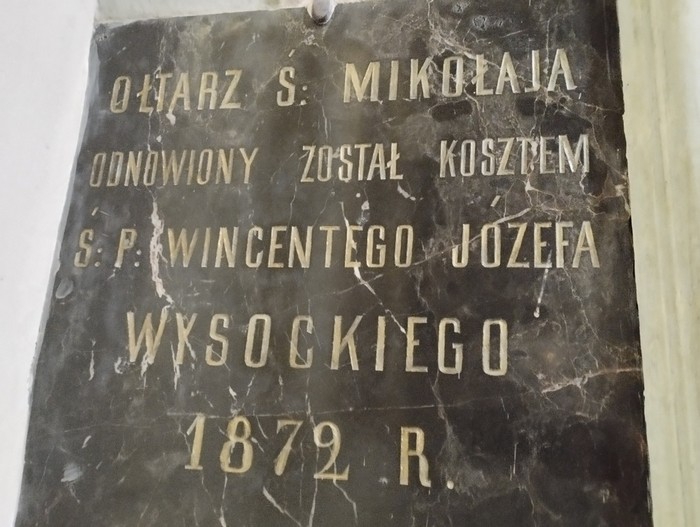 OŁTARZ Ś: MIKOŁAJA
ODNOWIONY ZOSTAŁ KOSZTEM
Ś: P: WINCENTEGO JÓZEFA
WYSOCKIEGO
1872 R.